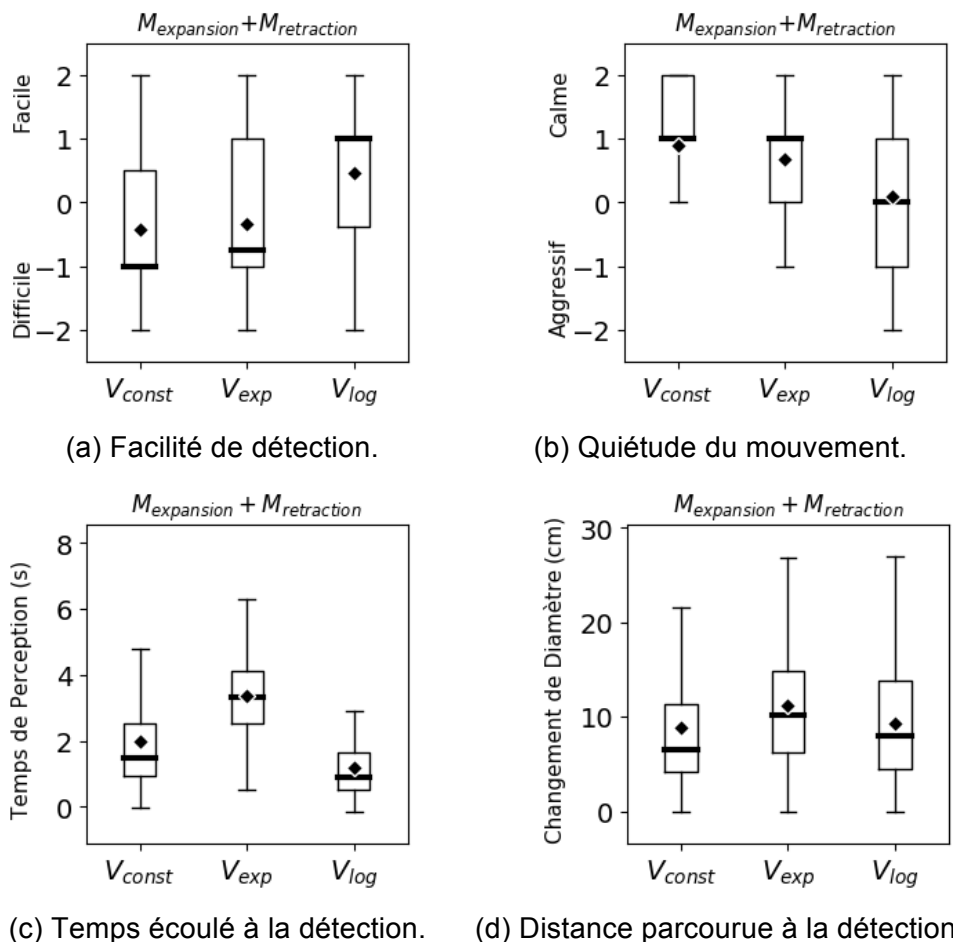 M_expansion+M_retraction
Facile
Difficile
2
1
0
−1
−2
V_const V_exp V_log
(a) Facilité de détection.
M_expansion+M_retraction
Calme
Aggressif
2
1
0
−1
−2
V_const V_exp V_log
(b) Quiétude du mouvement.
M_expansion + M_retraction
Temps de Perception (s)
8
6
4
2
0
V_const V_exp V_log
(c) Temps écoulé à la détection.
M_expansion + M_retraction
Changement de Diamètre (cm)
30
20
10
0
V_const V_exp V_log
(d) Distance parcourue à la détection